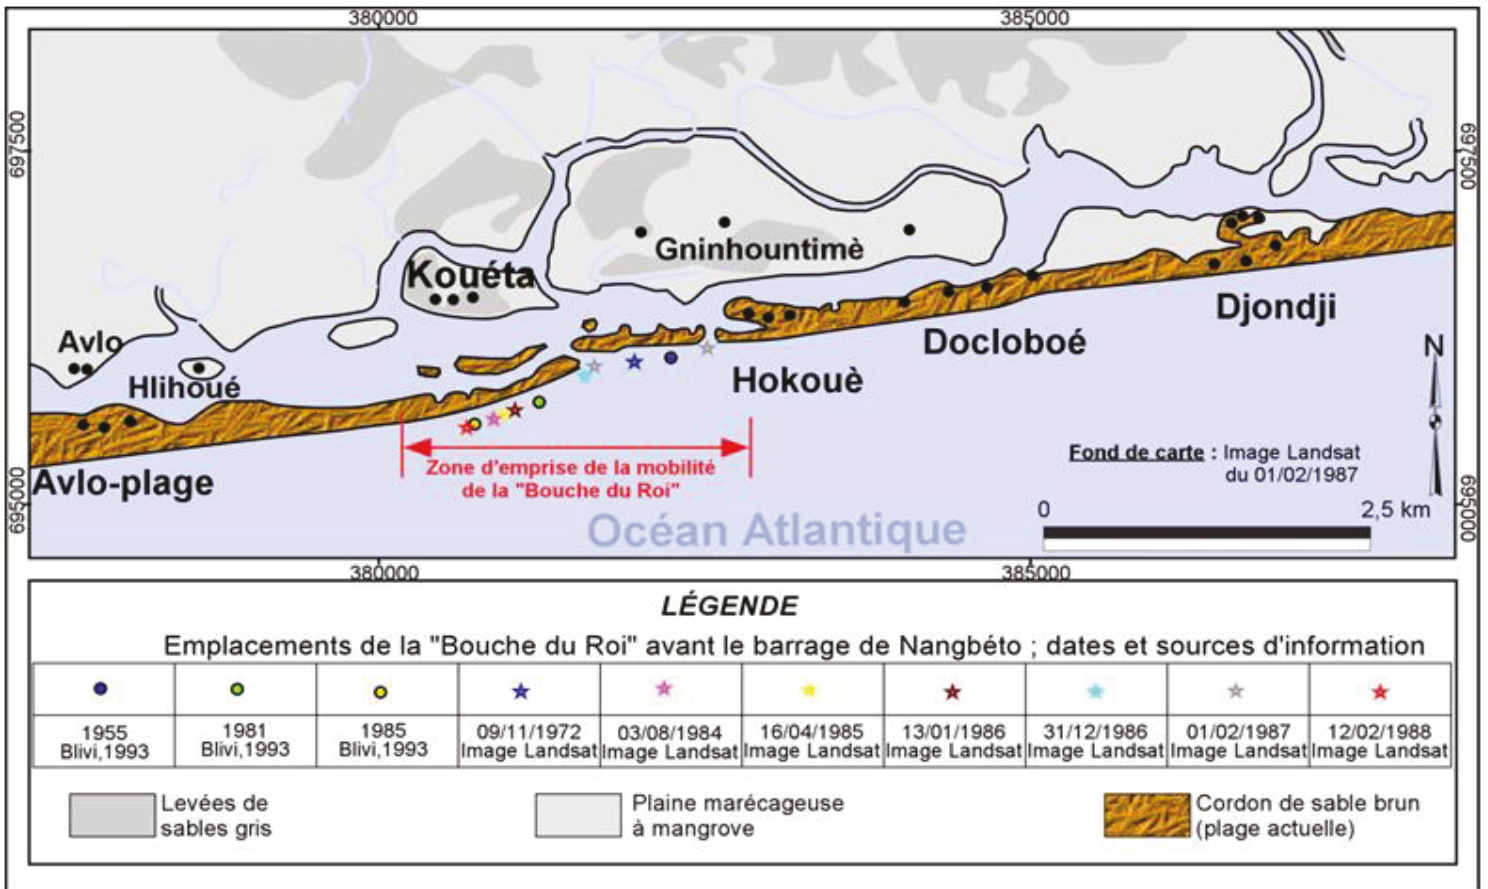 380000
385000
697500
697500
Gninhountimè
Kouéta
Djondji
Avlo
Docloboé
N
Hlihoué
Hokouè
Fond de carte : Image Landsat
du 01/02/1987
Zone d'emprise de la mobilité
de la "Bouche du Roi"
Avlo-plage
695000
695000
0
2,5 km
Océan Atlantique
380000
385000
LÉGENDE
Emplacements de la "Bouche du Roi" avant le barrage de Nangbéto ; dates et sources d'information
1955
Blivi,1993
1981
Blivi,1993
1985
Blivi,1993
09/11/1972
Image Landsat
03/08/1984
Image Landsat
16/04/1985
Image Landsat
13/01/1986
Image Landsat
31/12/1986
Image Landsat
01/02/1987
Image Landsat
12/02/1988
Image Landsat
Levées de
sables gris
Plaine marécageuse
à mangrove
Cordon de sable brun
(plage actuelle)